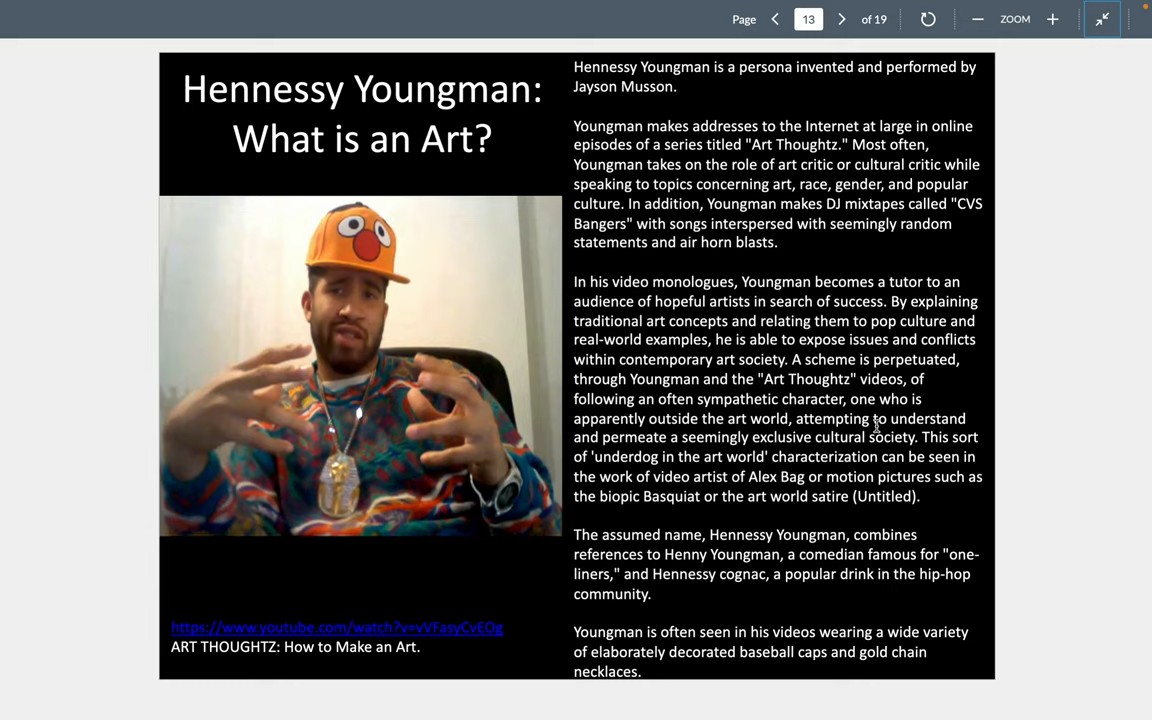 Page 13 of 19 ZOOM
Hennessy Youngman:
What is an Art?
Hennessy Youngman is a persona invented and performed by
Jayson Musson.
Youngman makes addresses to the Internet at large in online
episodes of a series titled "Art Thoughtz." Most often,
Youngman takes on the role of art critic or cultural critic while
speaking to topics concerning art, race, gender, and popular
culture. In addition, Youngman makes DJ mixtapes called "CVS
Bangers" with songs interspersed with seemingly random
statements and air horn blasts.
In his video monologues, Youngman becomes a tutor to an
audience of hopeful artists in search of success. By explaining
traditional art concepts and relating them to pop culture and
real-world examples, he is able to expose issues and conflicts
within contemporary art society. A scheme is perpetuated,
through Youngman and the "Art Thoughtz" videos, of
following an often sympathetic character, one who is
apparently outside the art world, attempting to understand
and permeate a seemingly exclusive cultural society. This sort
of 'underdog in the art world' characterization can be seen in
the work of video artist of Alex Bag or motion pictures such as
the biopic Basquiat or the art world satire (Untitled).
The assumed name, Hennessy Youngman, combines
references to Henny Youngman, a comedian famous for "one-
liners," and Hennessy cognac, a popular drink in the hip-hop
community.
Youngman is often seen in his videos wearing a wide variety
of elaborately decorated baseball caps and gold chain
necklaces.
https://www.youtube.com/watch?v=vVFasyCvEOg
ART THOUGHTZ: How to Make an Art.